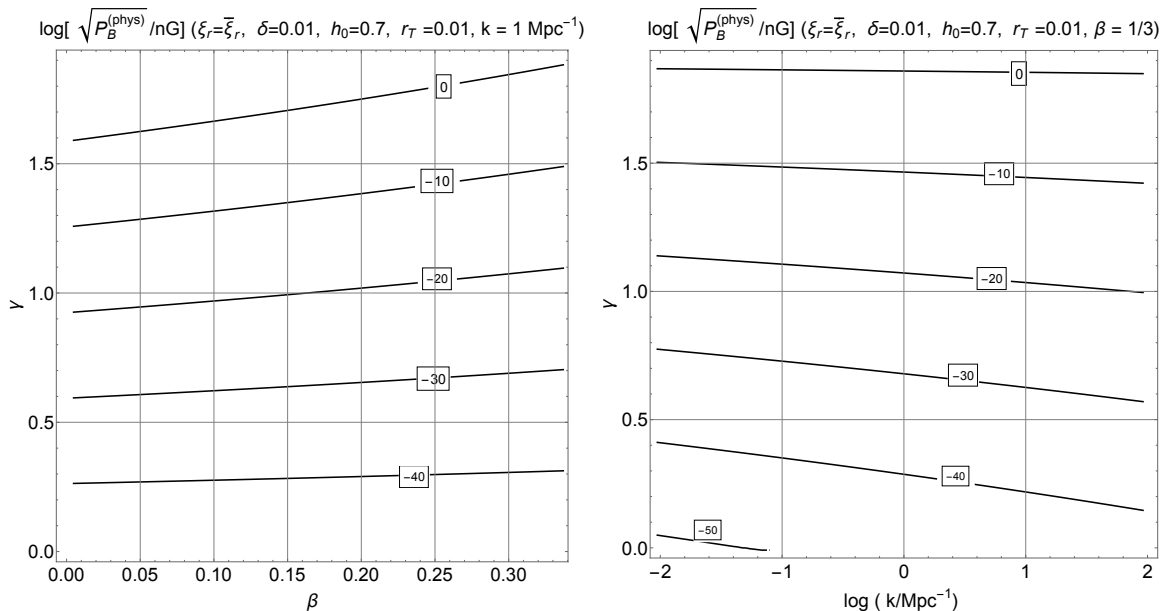 log[ √P_B^(phys) /nG] (ξ_r=ξ̄_r, δ=0.01, h_0=0.7, r_T=0.01, k = 1 Mpc⁻¹)
0
-10
-20
-30
-40
1.5
1.0
0.5
0.0
γ
0.00 0.05 0.10 0.15 0.20 0.25 0.30
β
log[ √P_B^(phys) /nG] (ξ_r=ξ̄_r, δ=0.01, h_0=0.7, r_T=0.01, β = 1/3)
0
-10
-20
-30
-40
-50
1.5
1.0
0.5
0.0
γ
-2 -1 0 1 2
log ( k/Mpc⁻¹)